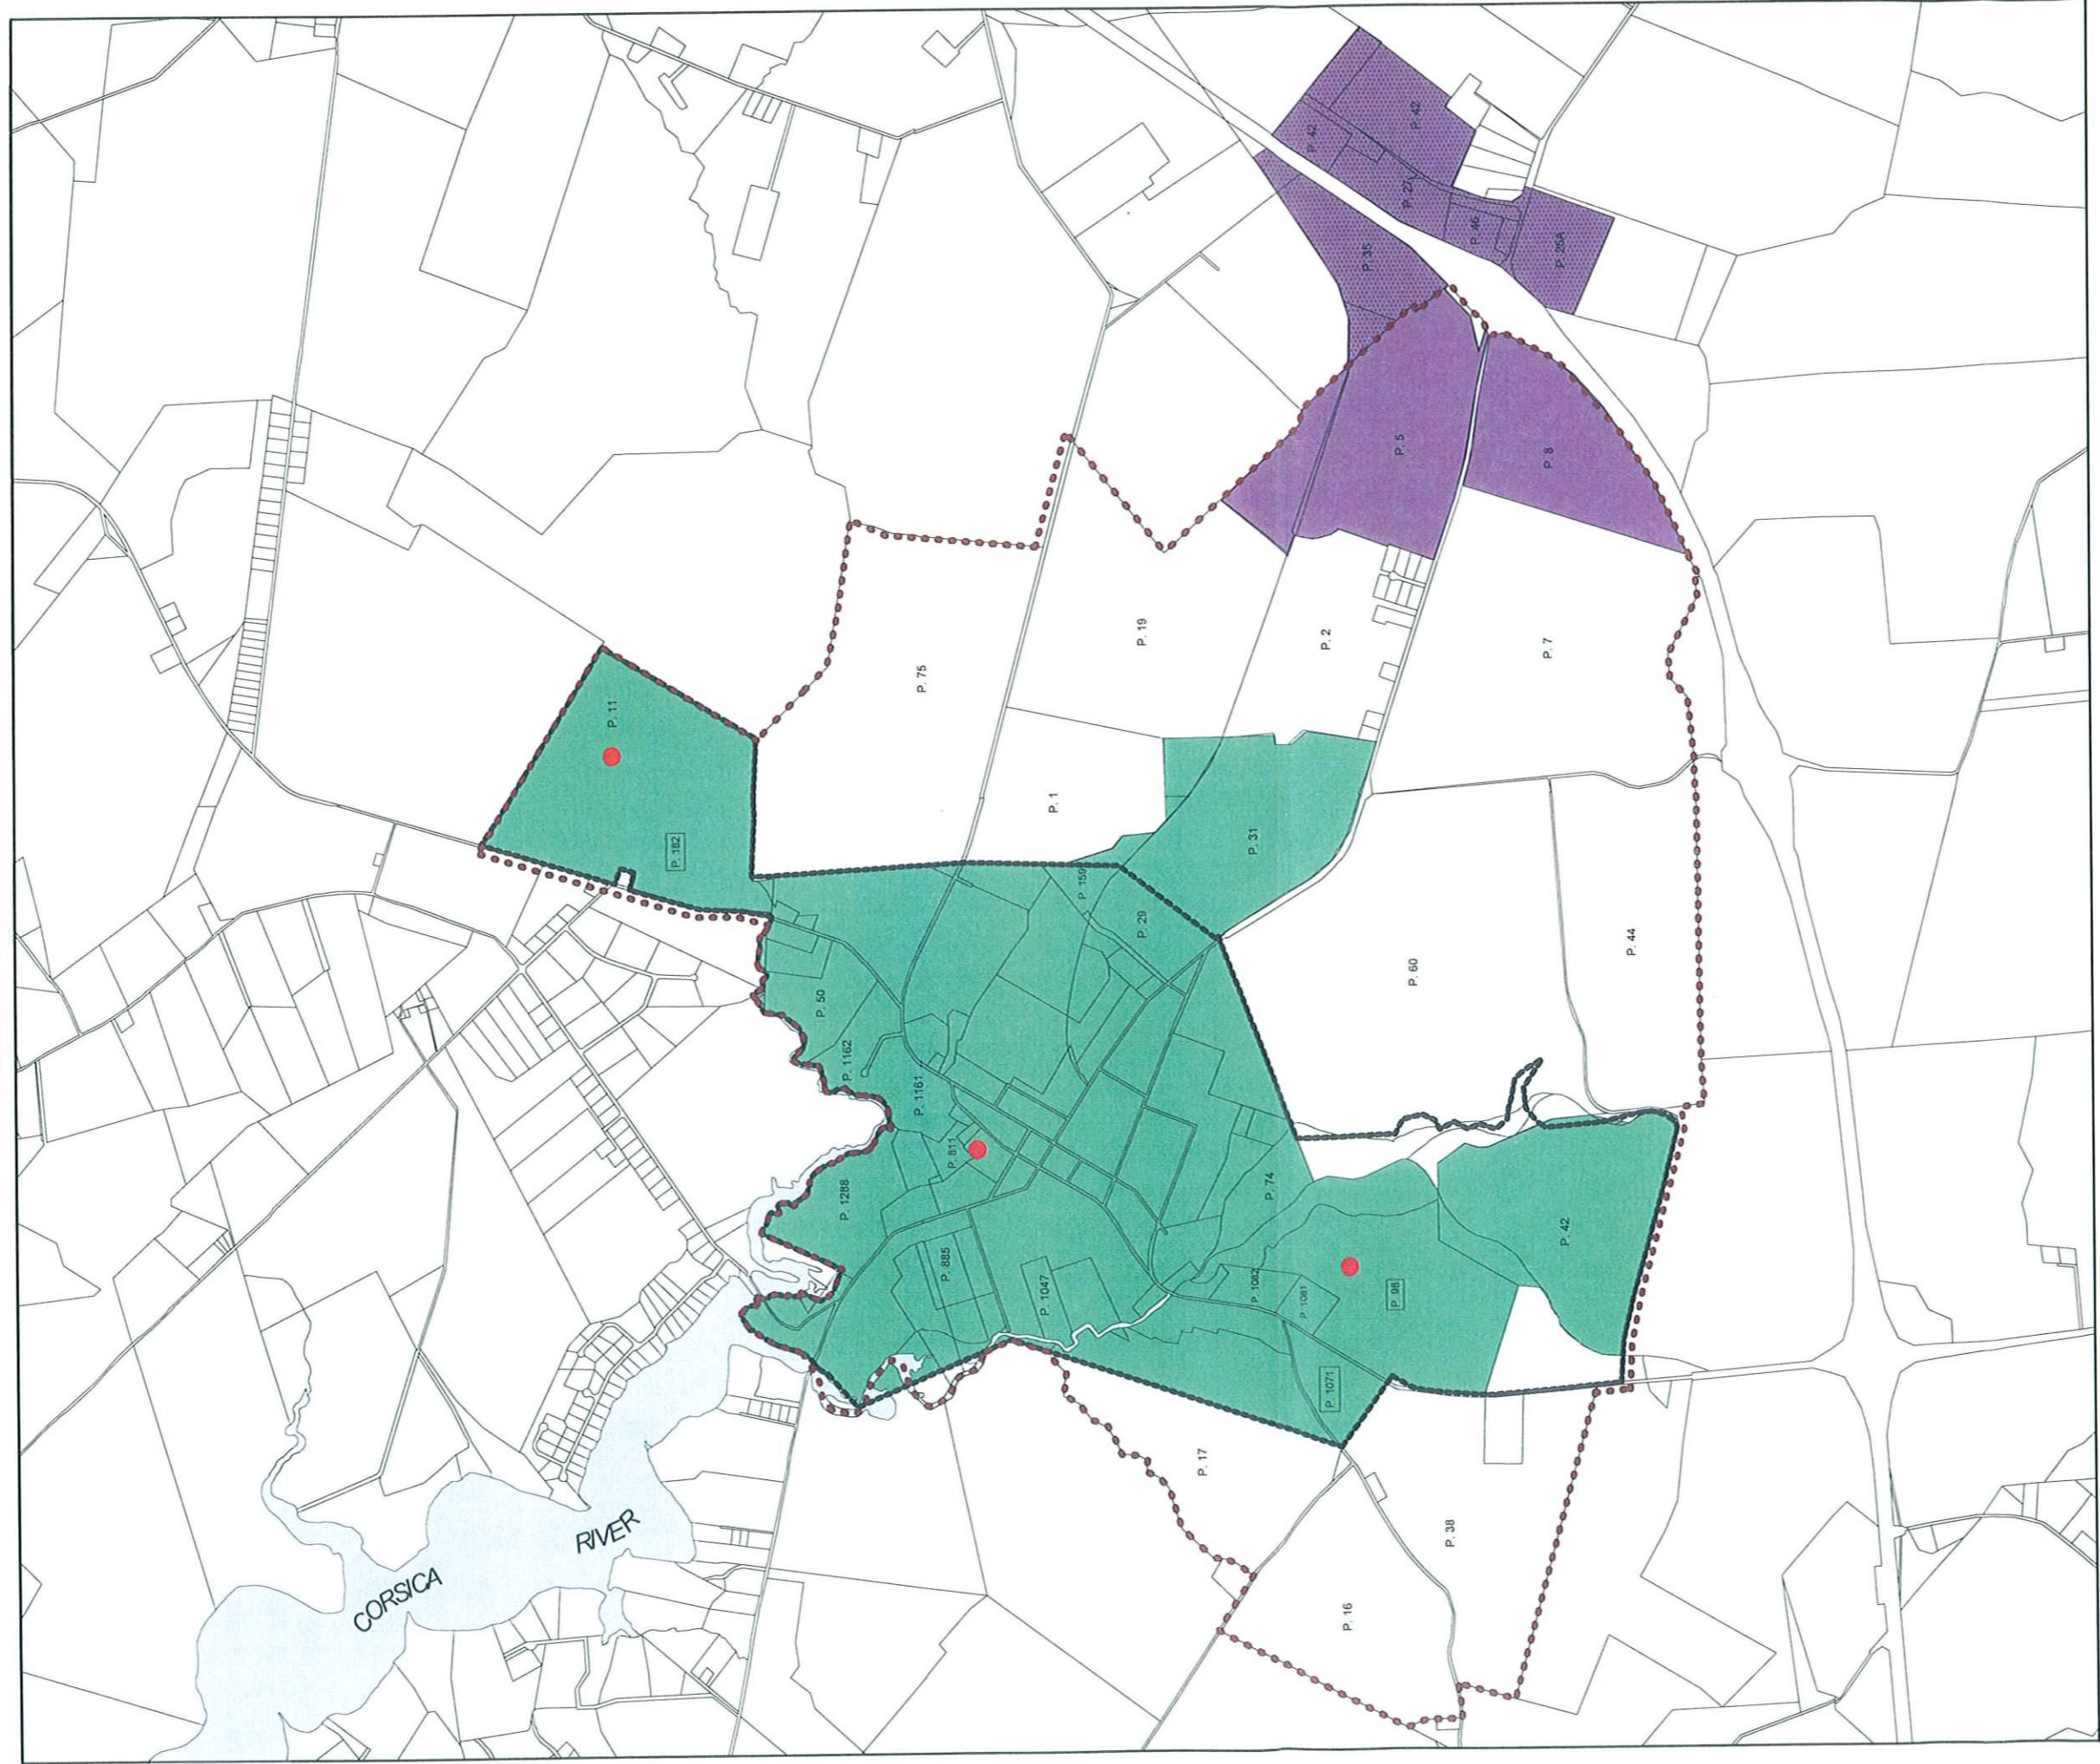 P. 42
P. 42
P. 27
P. 46
P. 25A
P. 35
P. 5
P. 8
P. 19
P. 2
P. 7
P. 75
P. 11
P. 182
P. 1
P. 31
P. 159
P. 29
P. 60
P. 44
P. 50
P. 1162
P. 1161
P. 811
P. 1288
P. 74
P. 885
P. 1047
P. 1082
P. 1081
P. 98
P. 42
P. 1071
P. 17
P. 38
P. 16
CORSICA
RIVER